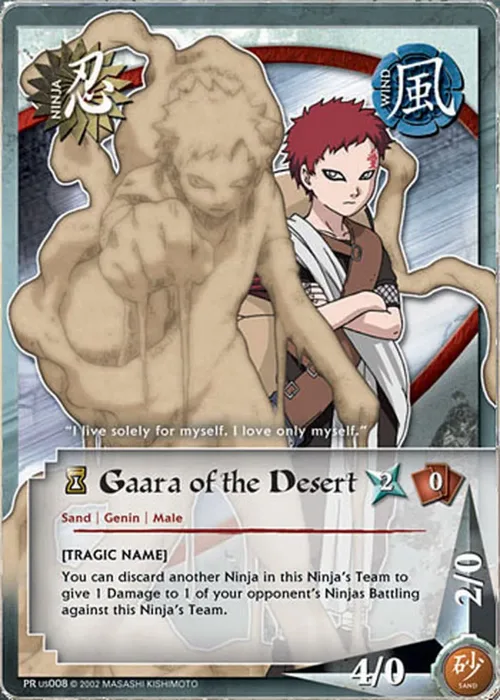 忍
NINJA
風
WIND
"I live solely for myself. I love only myself."
Gaara of the Desert
2
0
Sand | Genin | Male
[TRAGIC NAME]
You can discard another Ninja in this Ninja's Team to
give 1 Damage to 1 of your opponent's Ninjas Battling
against this Ninja's Team.
2/0
4/0
砂
SAND
PR US008 © 2002 MASASHI KISHIMOTO